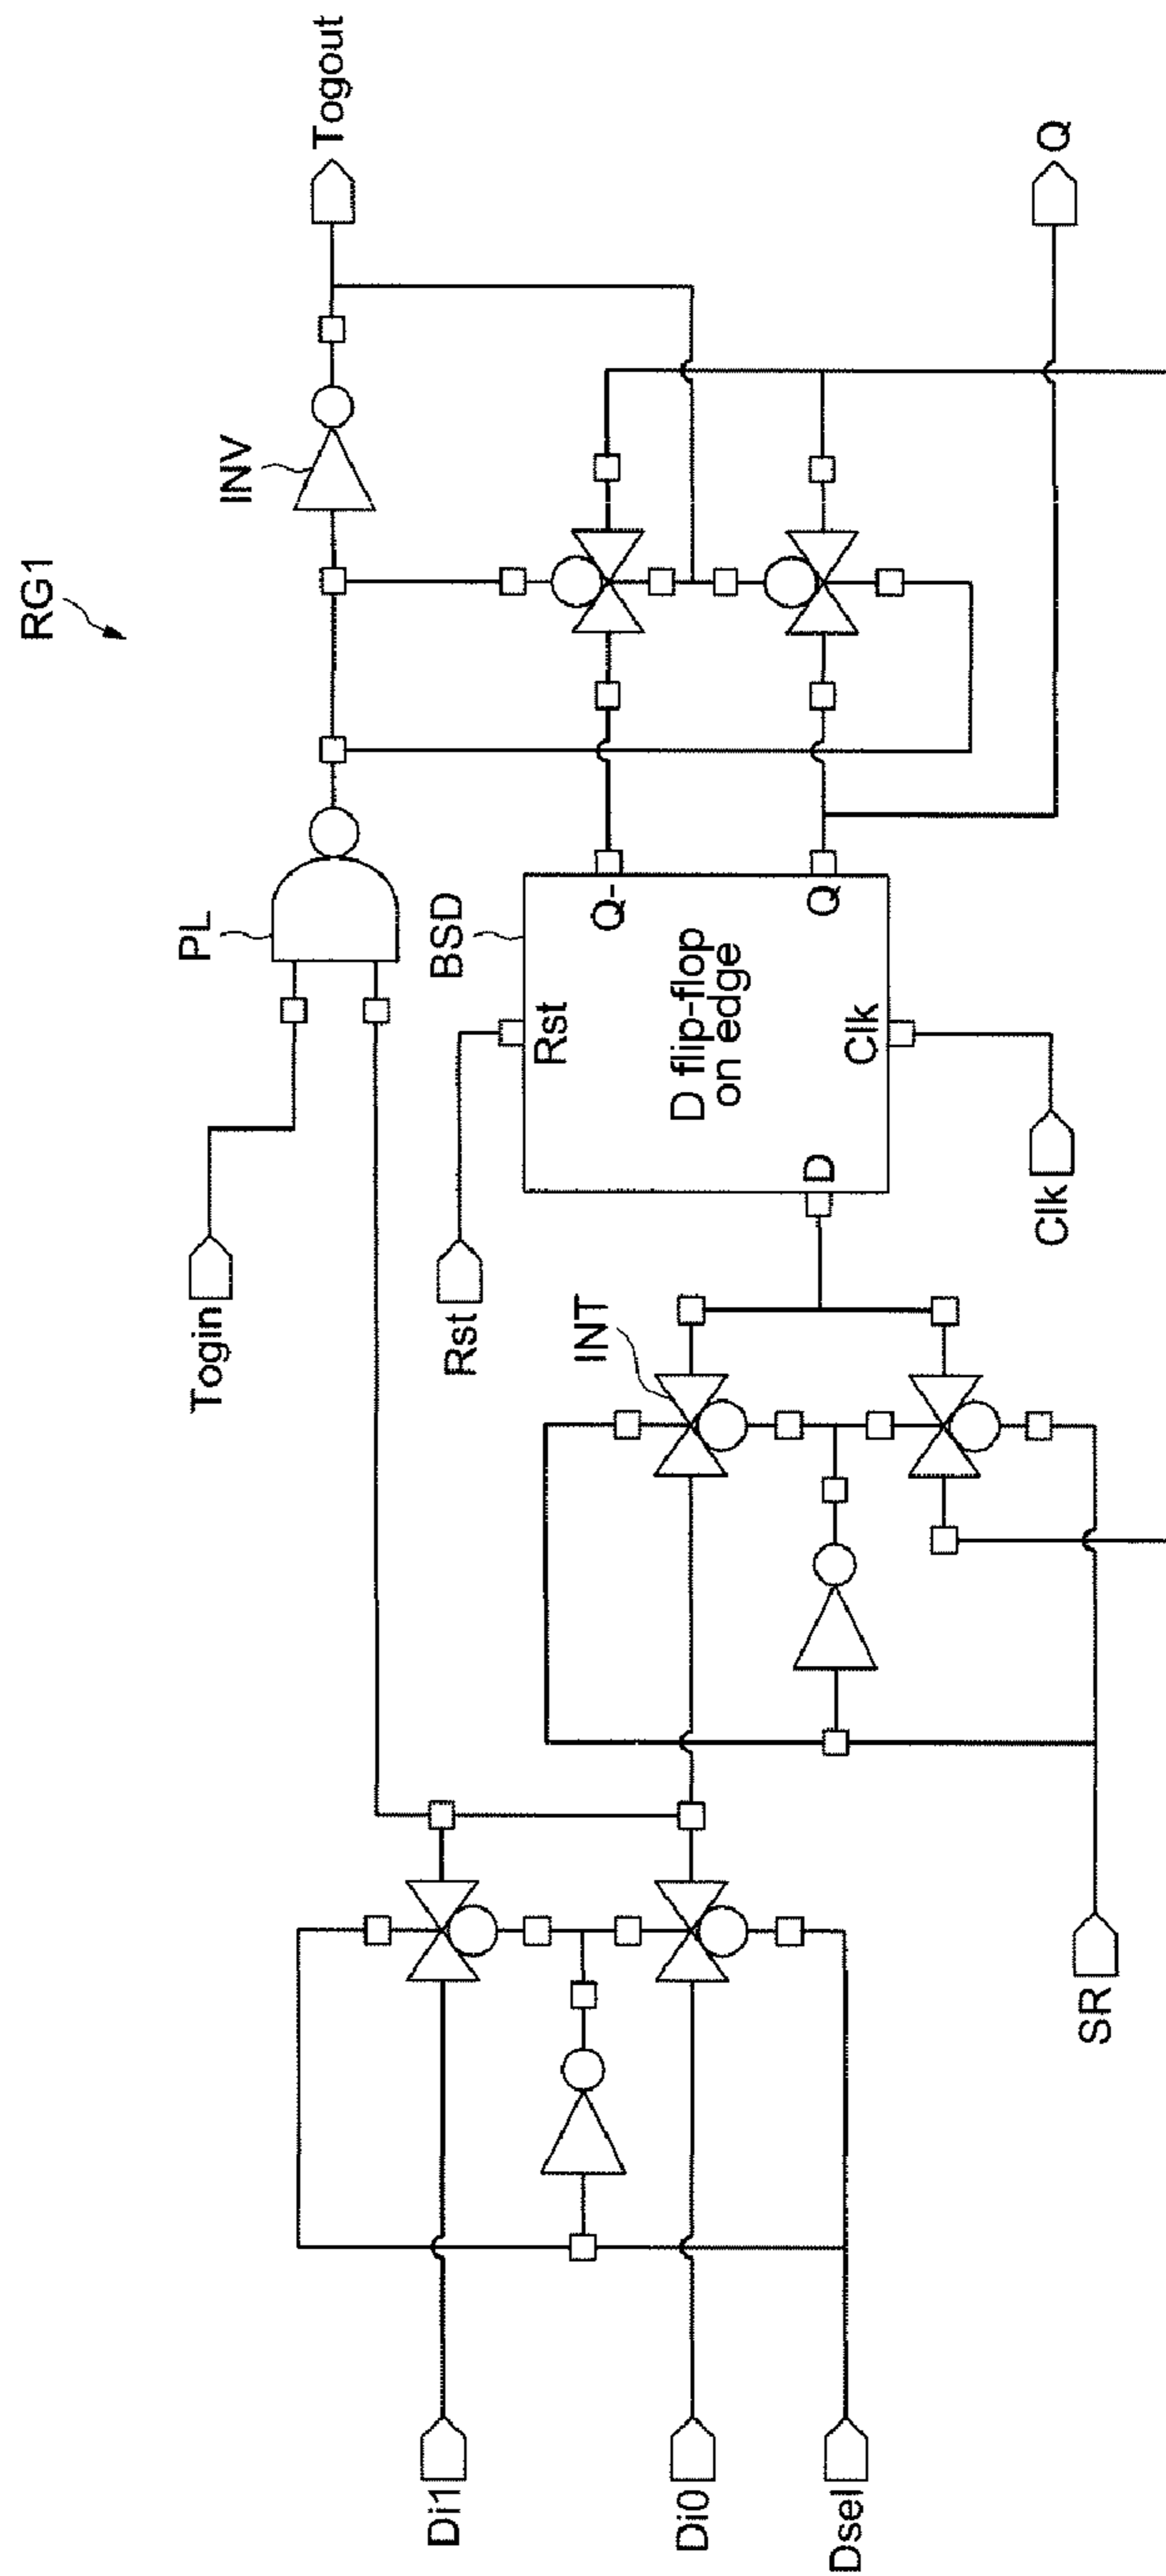 RG1
Togout
INV
PL
Togin
BSD
Rst
Rst
Q-
D flip-flop
on edge
Q
D
Clk
Clk
Q
INT
SR
Di1
Di0
Dsel